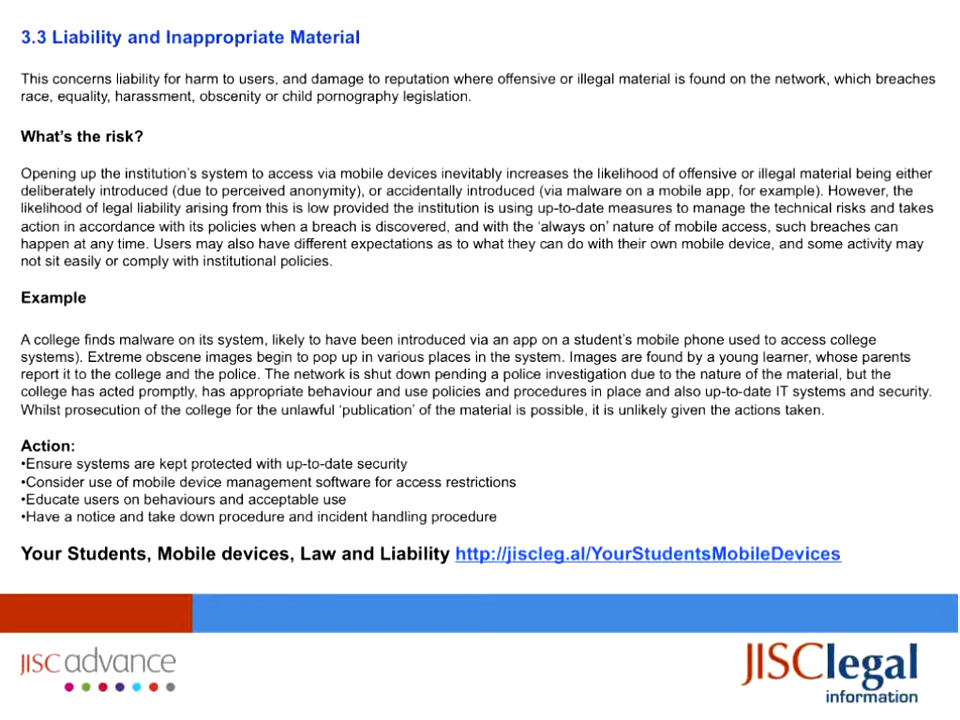 3.3 Liability and Inappropriate Material
This concerns liability for harm to users, and damage to reputation where offensive or illegal material is found on the network, which breaches
race, equality, harassment, obscenity or child pornography legislation.
What's the risk?
Opening up the institution's system to access via mobile devices inevitably increases the likelihood of offensive or illegal material being either
deliberately introduced (due to perceived anonymity), or accidentally introduced (via malware on a mobile app, for example). However, the
likelihood of legal liability arising from this is low provided the institution is using up-to-date measures to manage the technical risks and takes
action in accordance with its policies when a breach is discovered, and with the 'always on' nature of mobile access, such breaches can
happen at any time. Users may also have different expectations as to what they can do with their own mobile device, and some activity may
not sit easily or comply with institutional policies.
Example
A college finds malware on its system, likely to have been introduced via an app on a student's mobile phone used to access college
systems). Extreme obscene images begin to pop up in various places in the system. Images are found by a young learner, whose parents
report it to the college and the police. The network is shut down pending a police investigation due to the nature of the material, but the
college has acted promptly, has appropriate behaviour and use policies and procedures in place and also up-to-date IT systems and security.
Whilst prosecution of the college for the unlawful 'publication' of the material is possible, it is unlikely given the actions taken.
Action:
•Ensure systems are kept protected with up-to-date security
•Consider use of mobile device management software for access restrictions
•Educate users on behaviours and acceptable use
•Have a notice and take down procedure and incident handling procedure
Your Students, Mobile devices, Law and Liability http://jiscleg.al/YourStudentsMobileDevices
JISC advance
JISClegal
information